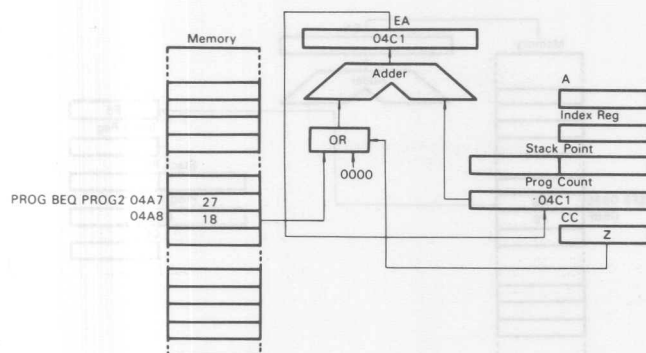 EA
Memory
04C1
Adder
A
Index Reg
OR
Stack Point
0000
Prog Count
PROG BEQ PROG2 04A7 27
04C1
04A8 18
CC
Z